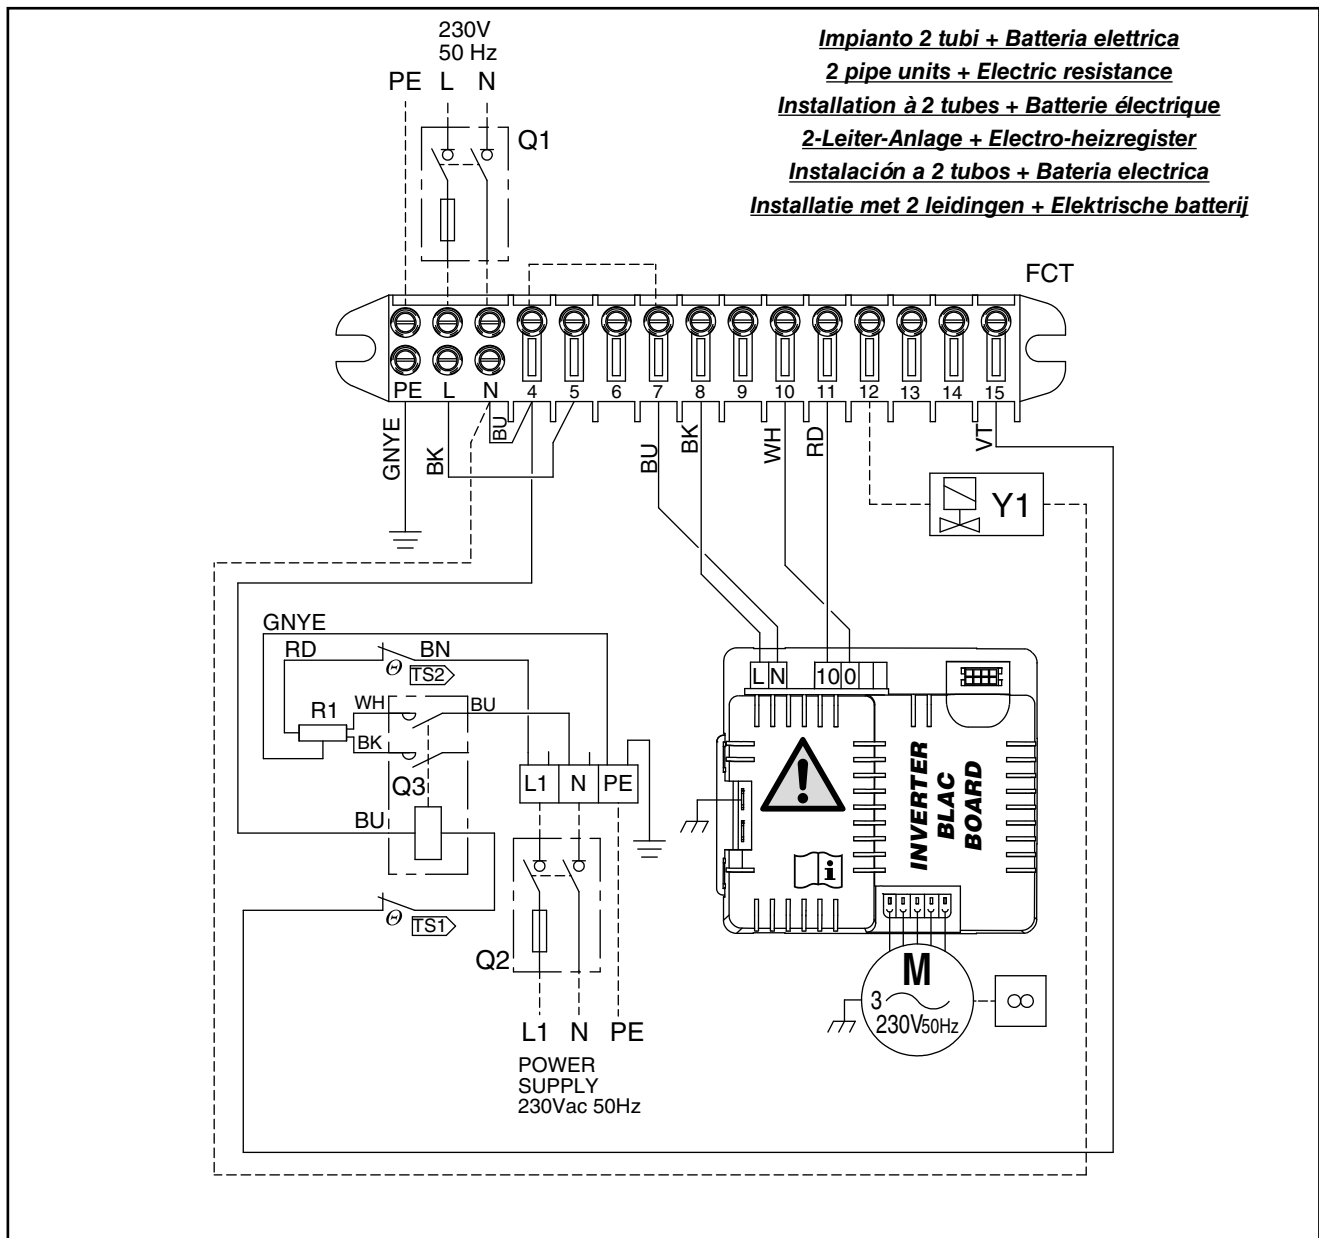 230V
50 Hz
PE L N
Q1
Impianto 2 tubi + Batteria elettrica
2 pipe units + Electric resistance
Installation à 2 tubes + Batterie électrique
2-Leiter-Anlage + Electro-heizregister
Instalación a 2 tubos + Bateria electrica
Installatie met 2 leidingen + Elektrische batterij
FCT
PE L N 4 5 6 7 8 9 10 11 12 13 14 15
GNYE BK BU BU BK WH RD VT
Y1
GNYE
RD BN
Θ TS2
R1 WH BU
BK
Q3
BU
Θ TS1
L1 N PE
Q2
L1 N PE
POWER
SUPPLY
230Vac 50Hz
L N 10 0
INVERTER
BLAC
BOARD
!
i
M
3
230V50Hz
8